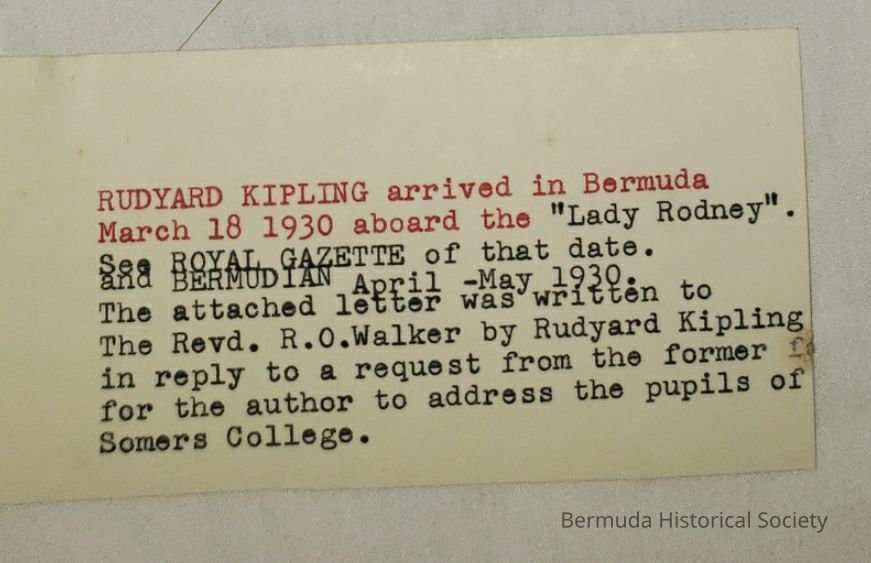 RUDYARD KIPLING arrived in Bermuda
March 18 1930 aboard the "Lady Rodney".
See ROYAL GAZETTE of that date.
and BERMUDIAN April -May 1930.
The attached letter was written to
The Revd. R.O.Walker by Rudyard Kipling
in reply to a request from the former f
for the author to address the pupils of
Somers College.
Bermuda Historical Society